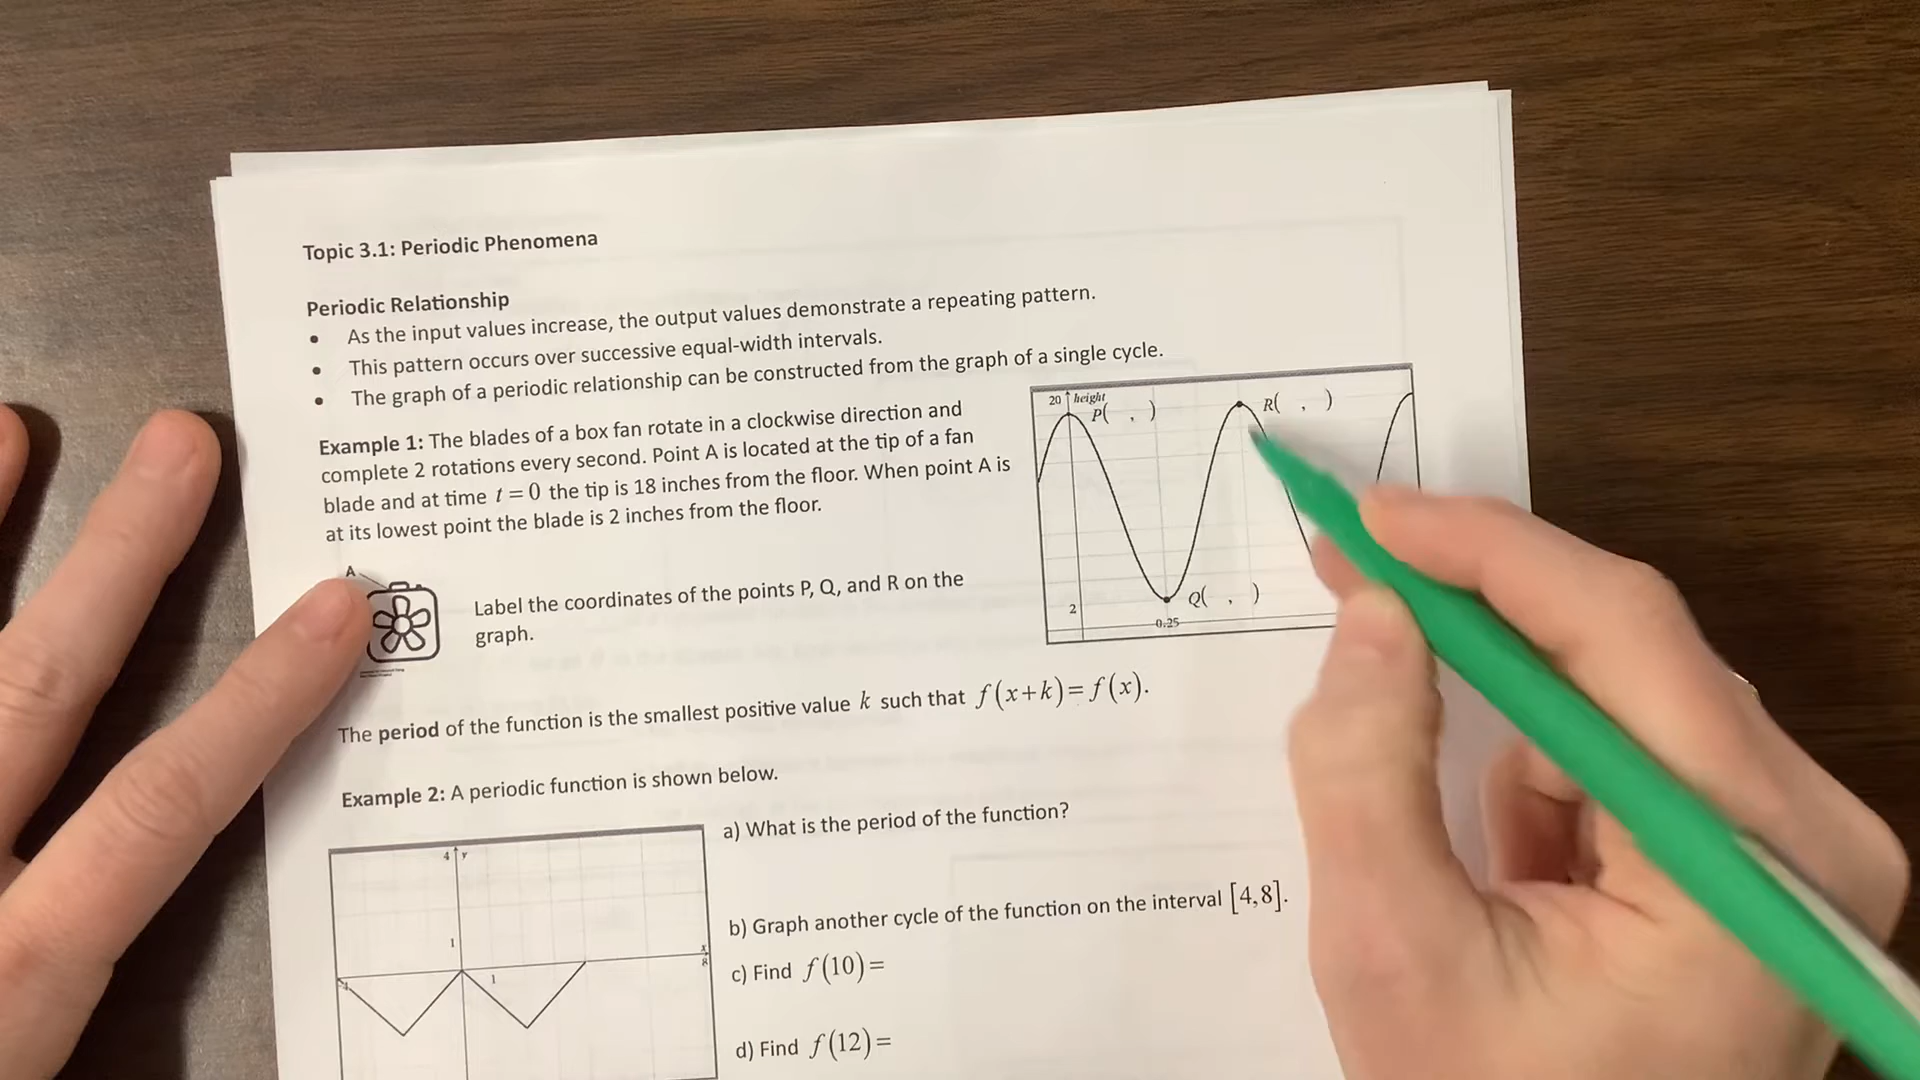 Topic 3.1: Periodic Phenomena
Periodic Relationship
• As the input values increase, the output values demonstrate a repeating pattern.
• This pattern occurs over successive equal-width intervals.
• The graph of a periodic relationship can be constructed from the graph of a single cycle.
Example 1: The blades of a box fan rotate in a clockwise direction and
complete 2 rotations every second. Point A is located at the tip of a fan
blade and at time t = 0 the tip is 18 inches from the floor. When point A is
at its lowest point the blade is 2 inches from the floor.
20 height
P( , )
R( , )
Q( , )
2
0.25
A
Label the coordinates of the points P, Q, and R on the
graph.
The period of the function is the smallest positive value k such that f(x+k)=f(x).
Example 2: A periodic function is shown below.
4 y
1
1
x
8
-4
a) What is the period of the function?
b) Graph another cycle of the function on the interval [4,8].
c) Find f(10)=
d) Find f(12)=